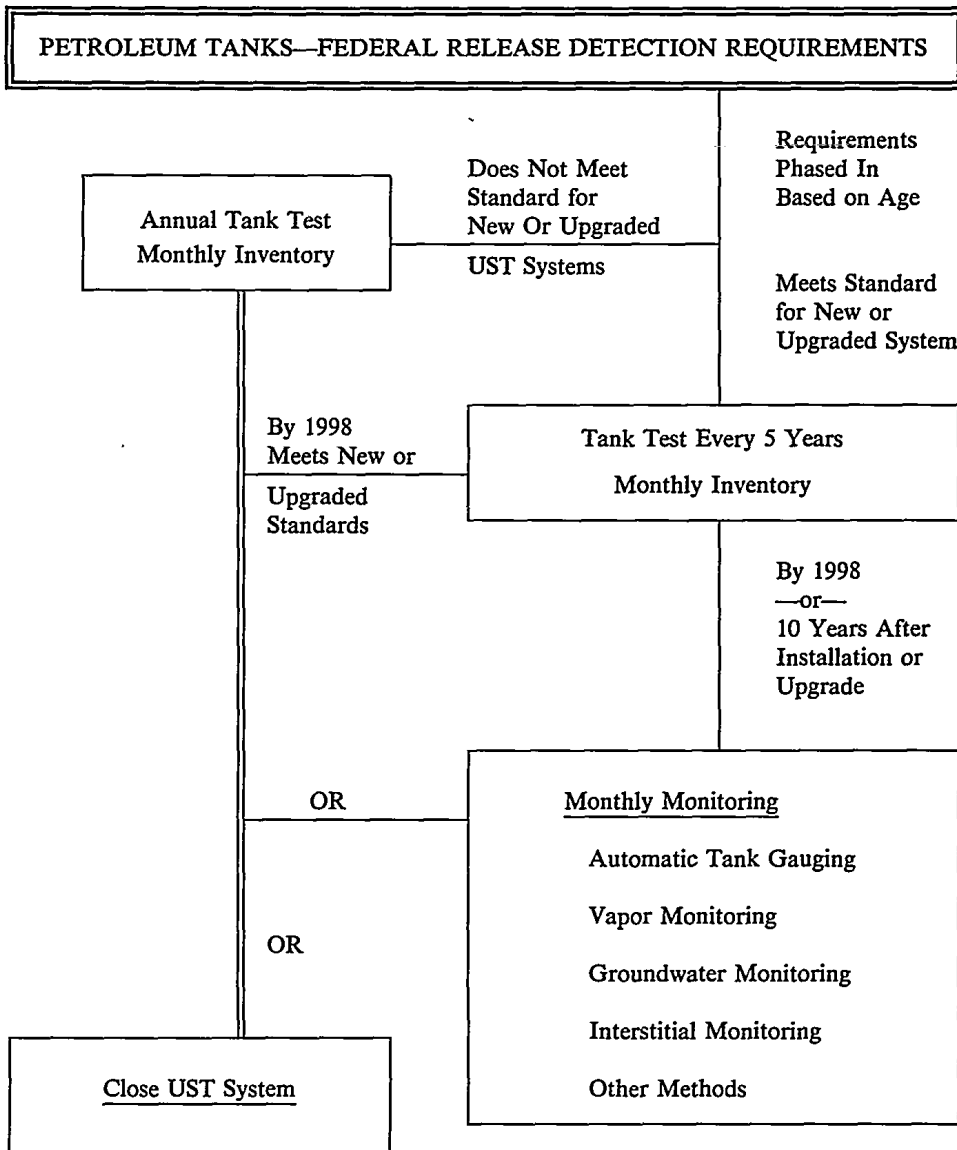 PETROLEUM TANKS—FEDERAL RELEASE DETECTION REQUIREMENTS
Requirements
Phased In
Based on Age
Does Not Meet
Standard for
New Or Upgraded
UST Systems
Annual Tank Test
Monthly Inventory
Meets Standard
for New or
Upgraded System
By 1998
Meets New or
Upgraded
Standards
Tank Test Every 5 Years
Monthly Inventory
By 1998
—or—
10 Years After
Installation or
Upgrade
OR
Monthly Monitoring
Automatic Tank Gauging
Vapor Monitoring
Groundwater Monitoring
Interstitial Monitoring
Other Methods
OR
Close UST System